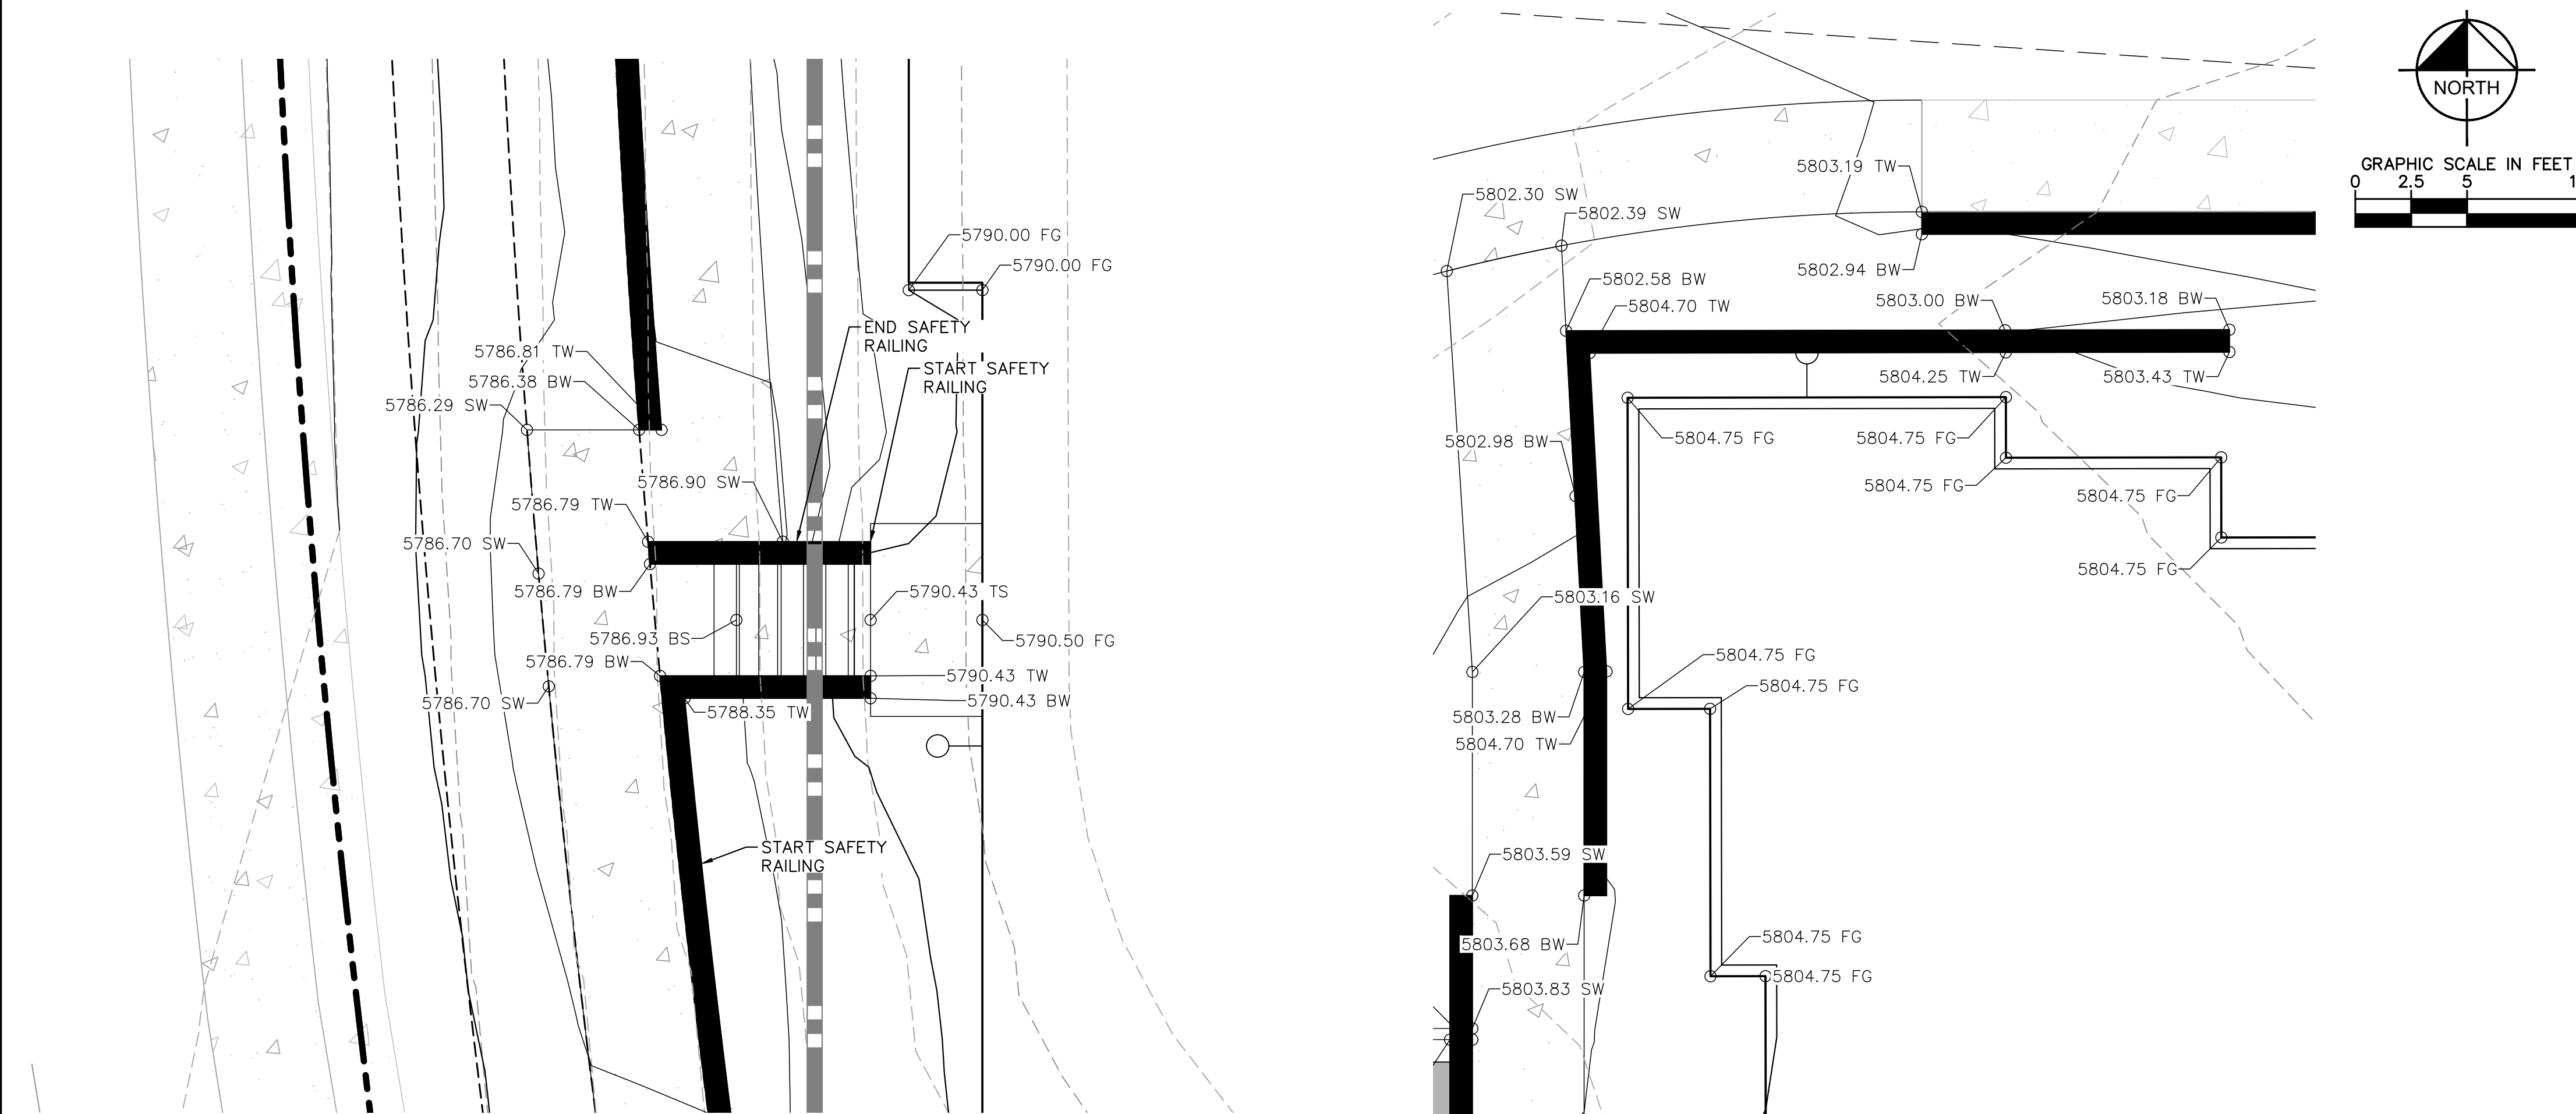 5790.00 FG
5790.00 FG
END SAFETY
RAILING
START SAFETY
RAILING
5786.81 TW
5786.38 BW
5786.29 SW
5786.90 SW
5786.79 TW
5786.70 SW
5786.79 BW
5790.43 TS
5786.93 BS
5790.50 FG
5786.79 BW
5790.43 TW
5786.70 SW
5790.43 BW
5788.35 TW
START SAFETY
RAILING
5803.19 TW
5802.30 SW
5802.39 SW
5802.94 BW
5802.58 BW
5804.70 TW
5803.00 BW
5803.18 BW
5804.25 TW
5803.43 TW
5802.98 BW
5804.75 FG
5804.75 FG
5804.75 FG
5804.75 FG
5804.75 FG
5803.16 SW
5804.75 FG
5804.75 FG
5803.28 BW
5804.70 TW
5803.59 SW
5803.68 BW
5804.75 FG
5804.75 FG
5803.83 SW
NORTH
GRAPHIC SCALE IN FEET
0 2.5 5 1